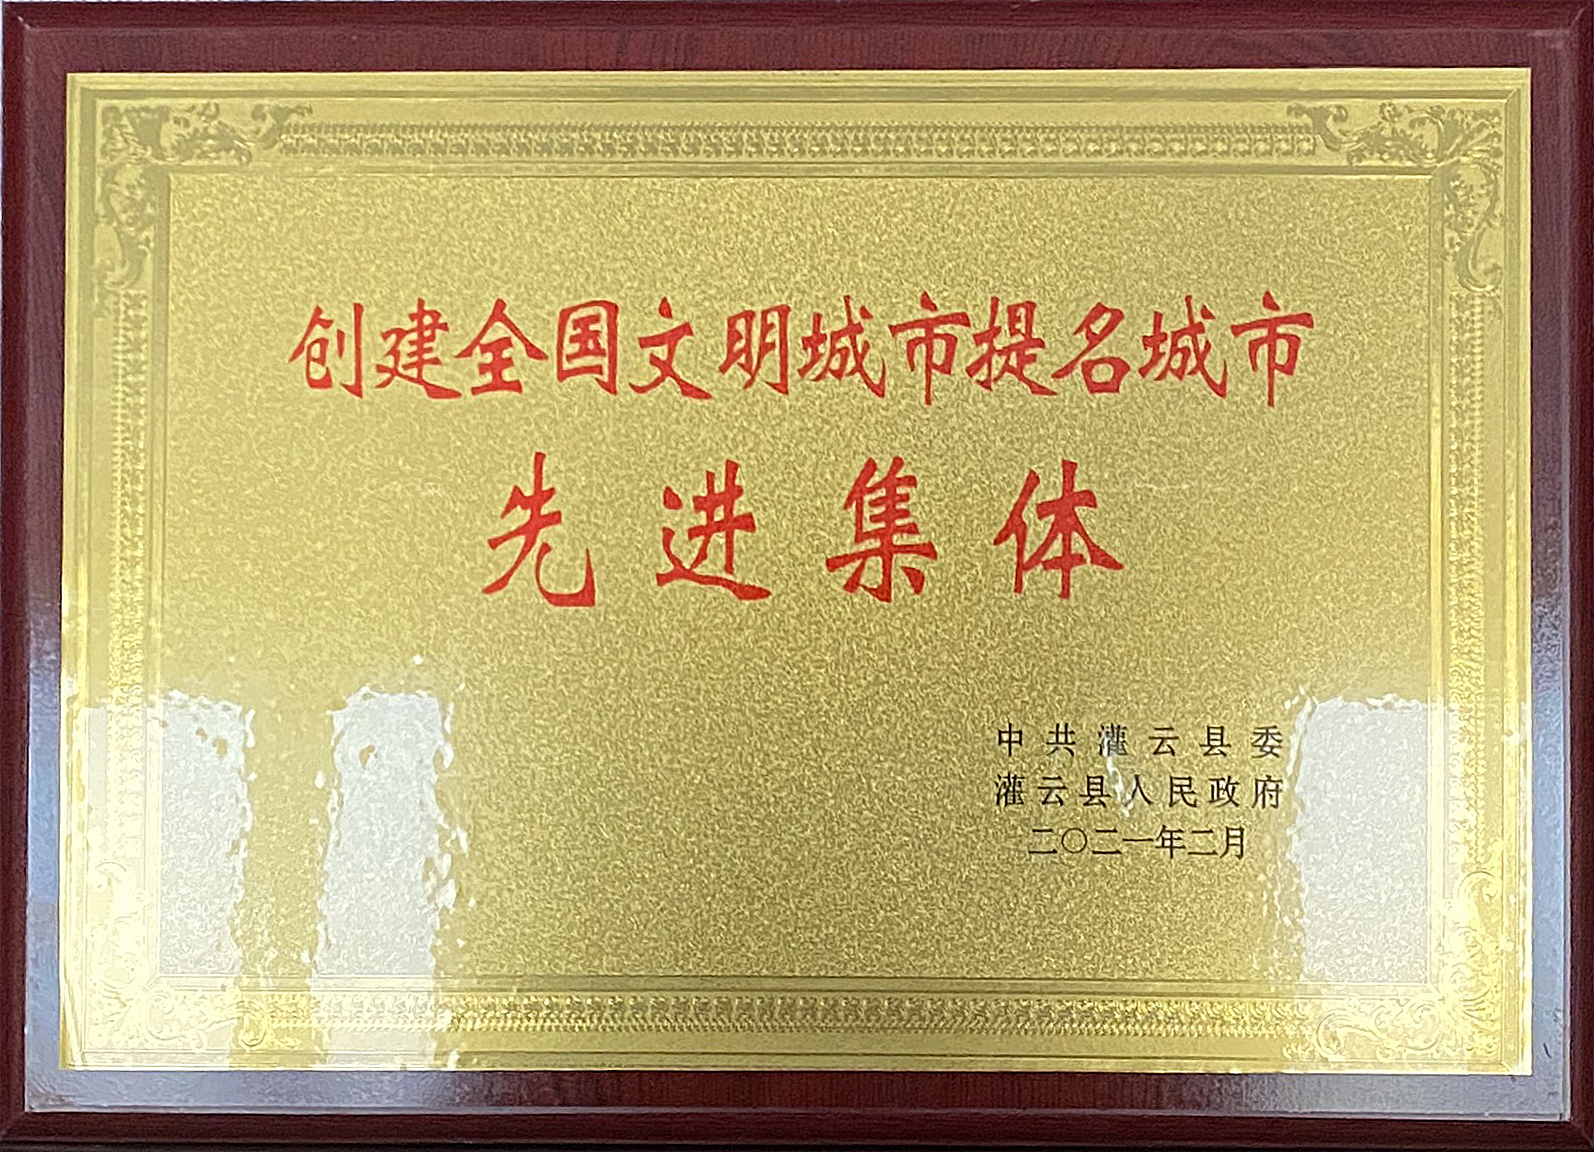 创建全国文明城市提名城市
先进集体
中共灌云县委
灌云县人民政府
二〇二一年二月